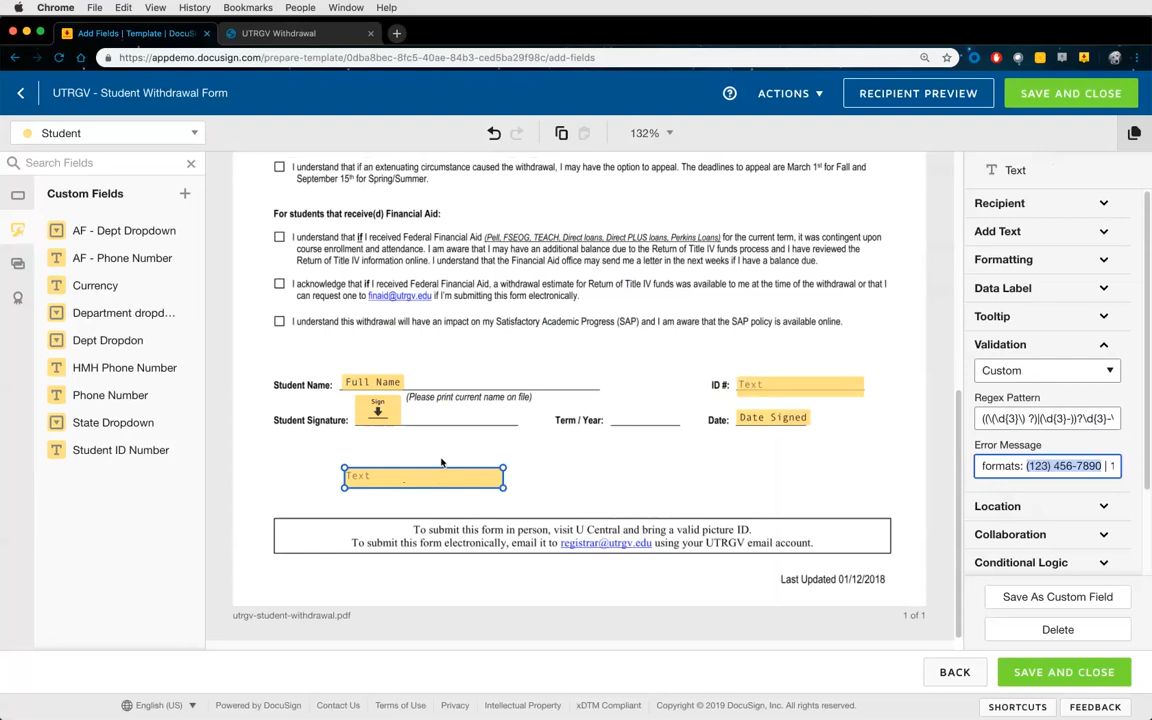 Chrome File Edit View History Bookmarks People Window Help
Add Fields | Template | DocuS
UTRGV Withdrawal
https://appdemo.docusign.com/prepare-template/0dba8bec-8fc5-40ae-84b3-ced5ba29f98c/add-fields
UTRGV - Student Withdrawal Form
ACTIONS
RECIPIENT PREVIEW
SAVE AND CLOSE
Student
132%
Search Fields
Custom Fields
AF - Dept Dropdown
AF - Phone Number
Currency
Department dropd...
Dept Dropdon
HMH Phone Number
Phone Number
State Dropdown
Student ID Number
I understand that if an extenuating circumstance caused the withdrawal, I may have the option to appeal. The deadlines to appeal are March 1st for Fall and
September 15th for Spring/Summer.
For students that receive(d) Financial Aid:
I understand that if I received Federal Financial Aid (Pell, FSEOG, TEACH, Direct loans, Direct PLUS loans, Perkins Loans) for the current term, it was contingent upon
course enrollment and attendance. I am aware that I may have an additional balance due to the Return of Title IV funds process and I have reviewed the
Return of Title IV information online. I understand that the Financial Aid office may send me a letter in the next weeks if I have a balance due.
I acknowledge that if I received Federal Financial Aid, a withdrawal estimate for Return of Title IV funds was available to me at the time of the withdrawal or that I
can request one to finaid@utrgv.edu if I'm submitting this form electronically.
I understand this withdrawal will have an impact on my Satisfactory Academic Progress (SAP) and I am aware that the SAP policy is available online.
Student Name: Full Name
ID #: Text
(Please print current name on file)
Sign
Student Signature:
Term / Year:
Date: Date Signed
Text
To submit this form in person, visit U Central and bring a valid picture ID.
To submit this form electronically, email it to registrar@utrgv.edu using your UTRGV email account.
Last Updated 01/12/2018
utrgv-student-withdrawal.pdf
1 of 1
Text
Recipient
Add Text
Formatting
Data Label
Tooltip
Validation
Custom
Regex Pattern
((\(\d{3}\) ?)|(\d{3}-))?\d{3}-
Error Message
formats: (123) 456-7890 | 1
Location
Collaboration
Conditional Logic
Save As Custom Field
Delete
BACK
SAVE AND CLOSE
English (US)
Powered by DocuSign
Contact Us
Terms of Use
Privacy
Intellectual Property
xDTM Compliant
Copyright © 2019 DocuSign, Inc. All rights reserved.
SHORTCUTS
FEEDBACK